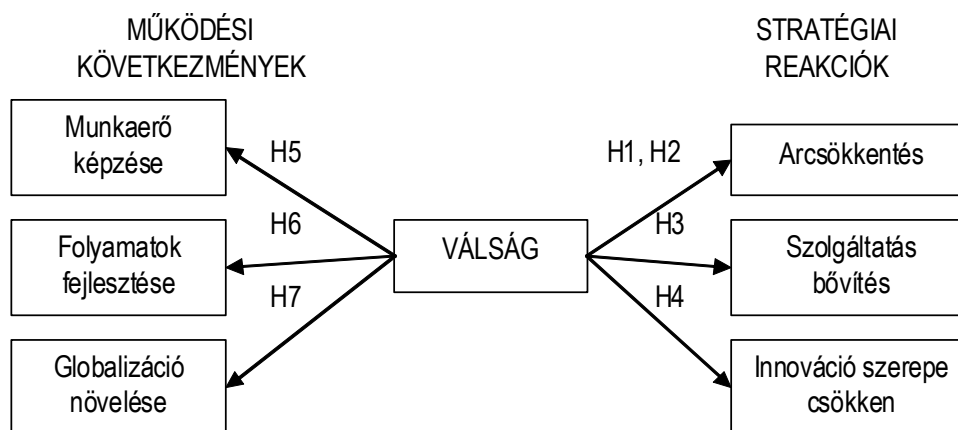 MŰKÖDÉSI
KÖVETKEZMÉNYEK
STRATÉGIAI
REAKCIÓK
Munkaerő
képzése
H5
H1, H2
Arcsökkentés
Folyamatok
fejlesztése
H6
VÁLSÁG
H3
Szolgáltatás
bővítés
H7
H4
Globalizáció
növelése
Innováció szerepe
csökken